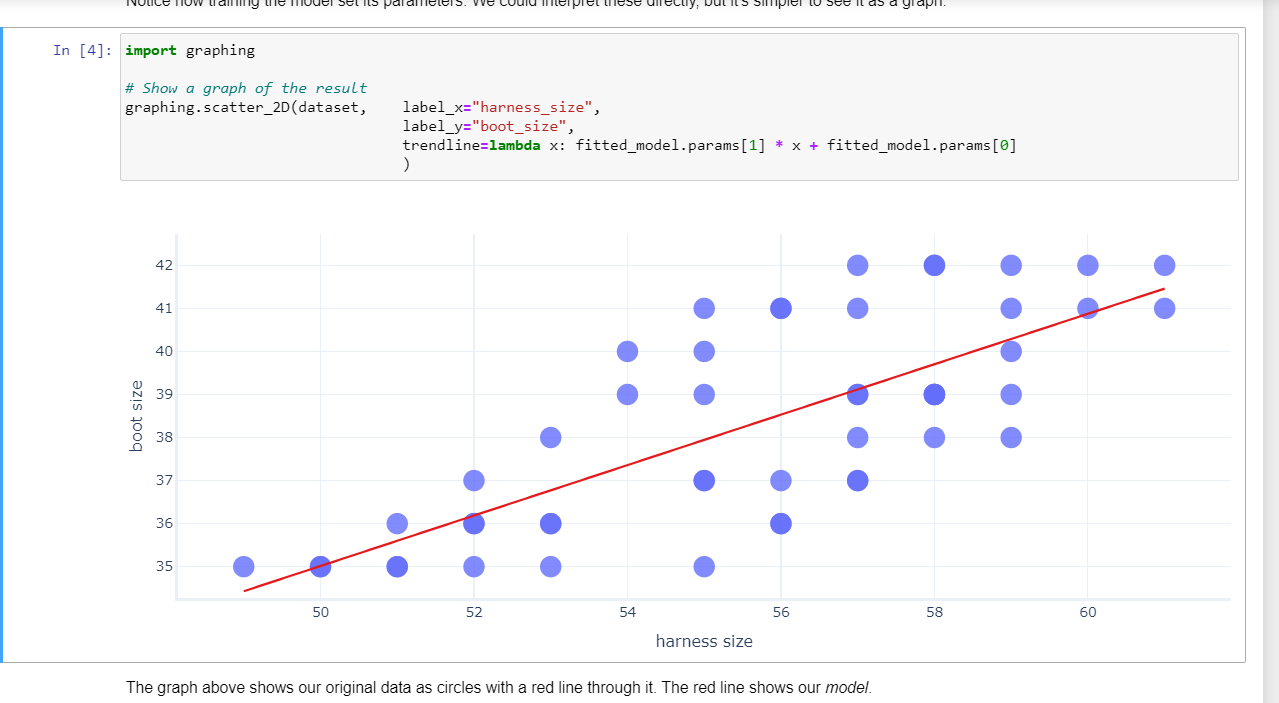 Notice how training the model set its parameters. We could interpret these directly, but it's simpler to see it as a graph.
In [4]: import graphing
# Show a graph of the result
graphing.scatter_2D(dataset,    label_x="harness_size",
label_y="boot_size",
trendline=lambda x: fitted_model.params[1] * x + fitted_model.params[0]
)
42
41
40
39
38
37
36
35
boot size
50 52 54 56 58 60
harness size
The graph above shows our original data as circles with a red line through it. The red line shows our model.